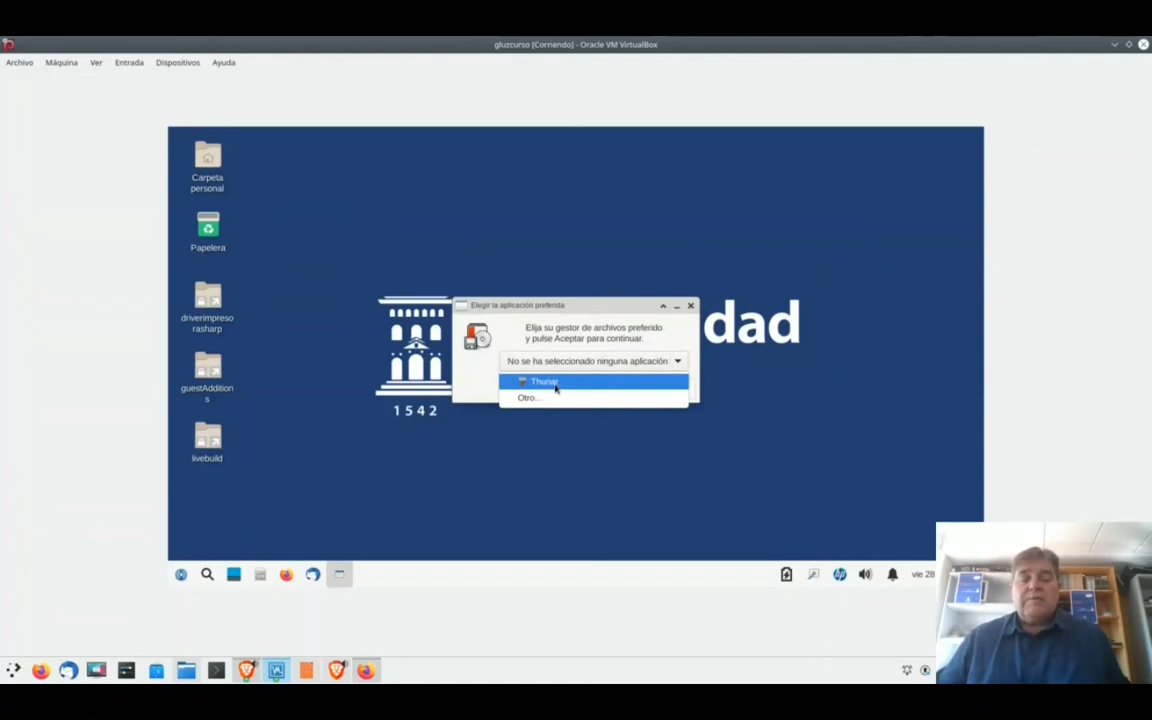 gluzcurso [Corriendo] - Oracle VM VirtualBox
Archivo Máquina Ver Entrada Dispositivos Ayuda
Carpeta
personal
Papelera
driverimpreso
rasharp
guestAddition
s
livebuild
1542
dad
Elegir la aplicación preferida
Elija su gestor de archivos preferido
y pulse Aceptar para continuar.
No se ha seleccionado ninguna aplicación
Thunar
Otro...
vie 28